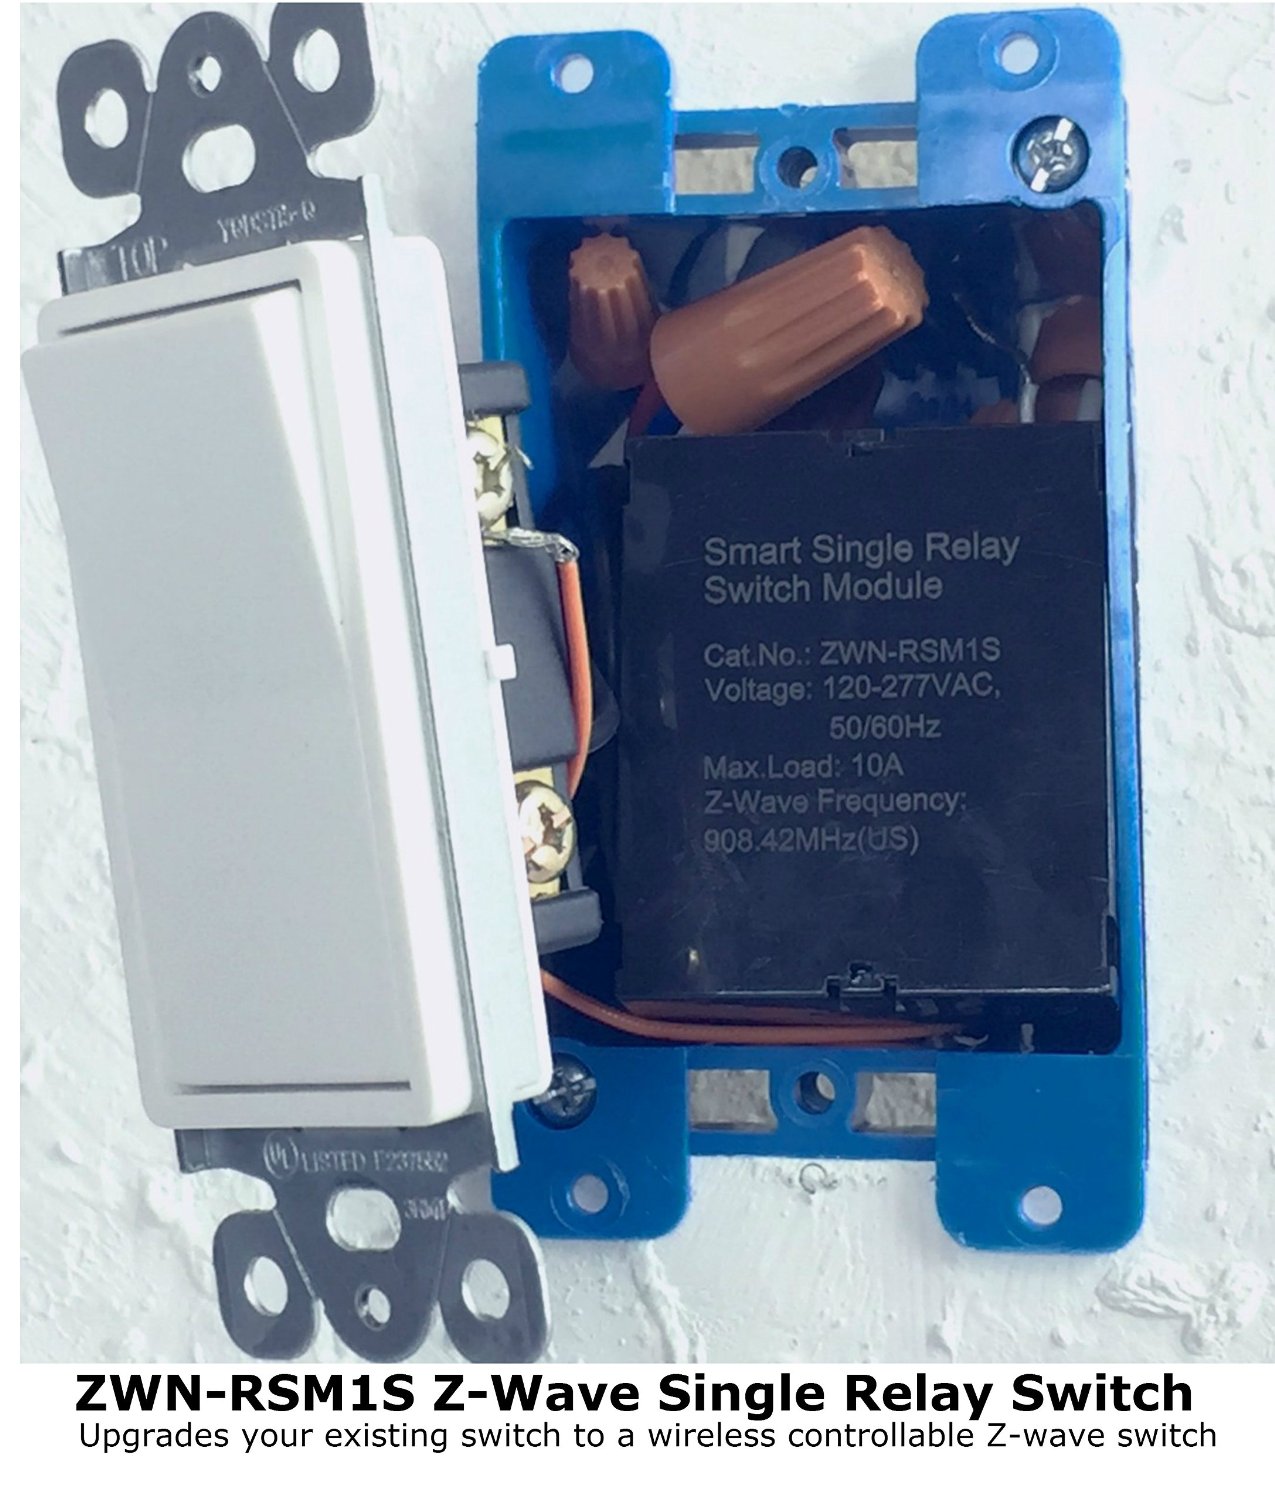 TOP
Smart Single Relay
Switch Module
Cat.No.: ZWN-RSM1S
Voltage: 120-277VAC,
50/60Hz
Max.Load: 10A
Z-Wave Frequency:
908.42MHz(US)
UL LISTED
ZWN-RSM1S Z-Wave Single Relay Switch
Upgrades your existing switch to a wireless controllable Z-wave switch